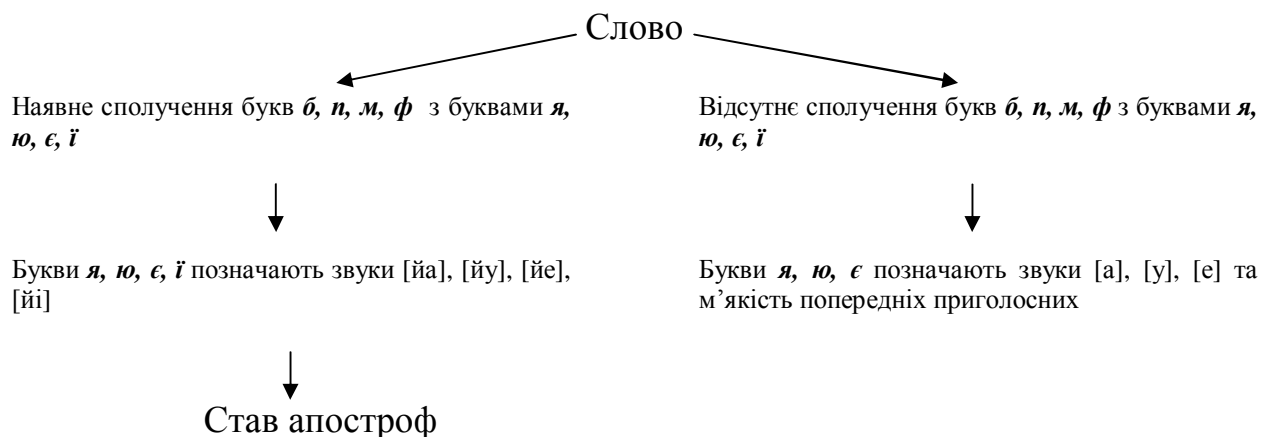 Слово
Наявне сполучення букв б, п, м, ф з буквами я,
ю, є, ї
Відсутнє сполучення букв б, п, м, ф з буквами я,
ю, є, ї
Букви я, ю, є, ї позначають звуки [йа], [йу], [йе],
[йі]
Букви я, ю, є позначають звуки [а], [у], [е] та
м’якість попередніх приголосних
Став апостроф